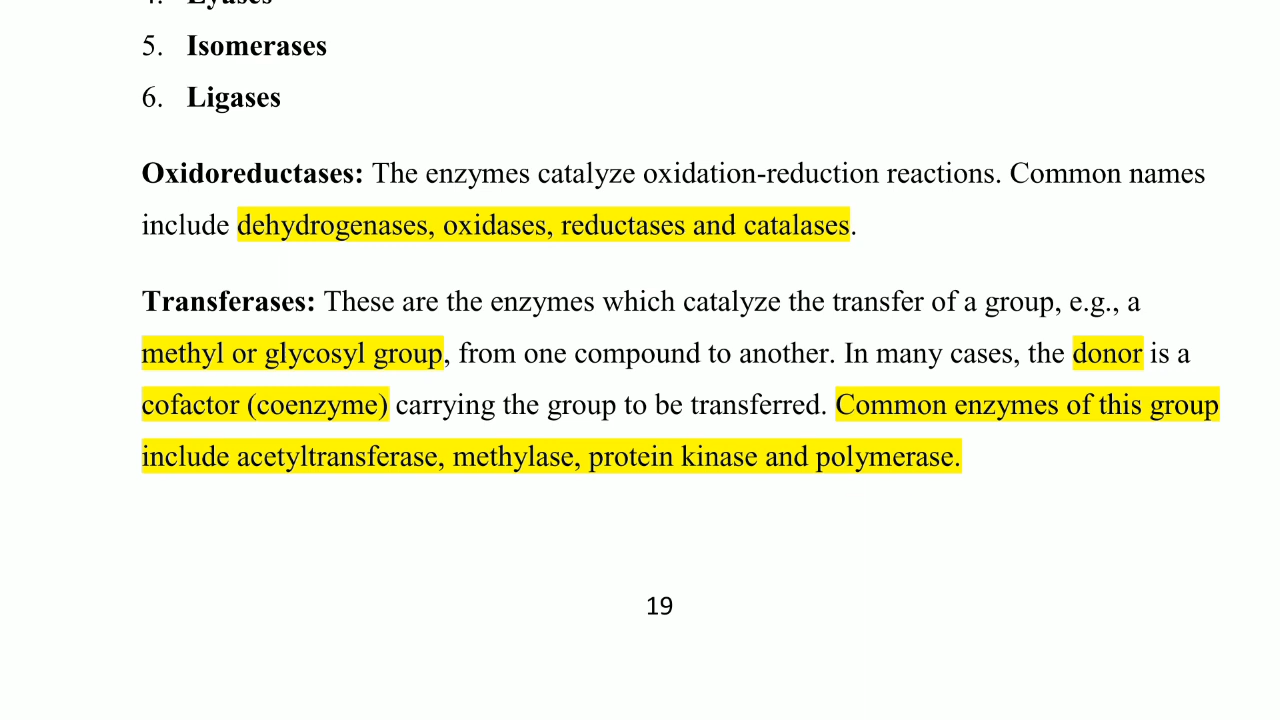 4. Lyases
5. Isomerases
6. Ligases
Oxidoreductases: The enzymes catalyze oxidation-reduction reactions. Common names
include dehydrogenases, oxidases, reductases and catalases.
Transferases: These are the enzymes which catalyze the transfer of a group, e.g., a
methyl or glycosyl group, from one compound to another. In many cases, the donor is a
cofactor (coenzyme) carrying the group to be transferred. Common enzymes of this group
include acetyltransferase, methylase, protein kinase and polymerase.
19